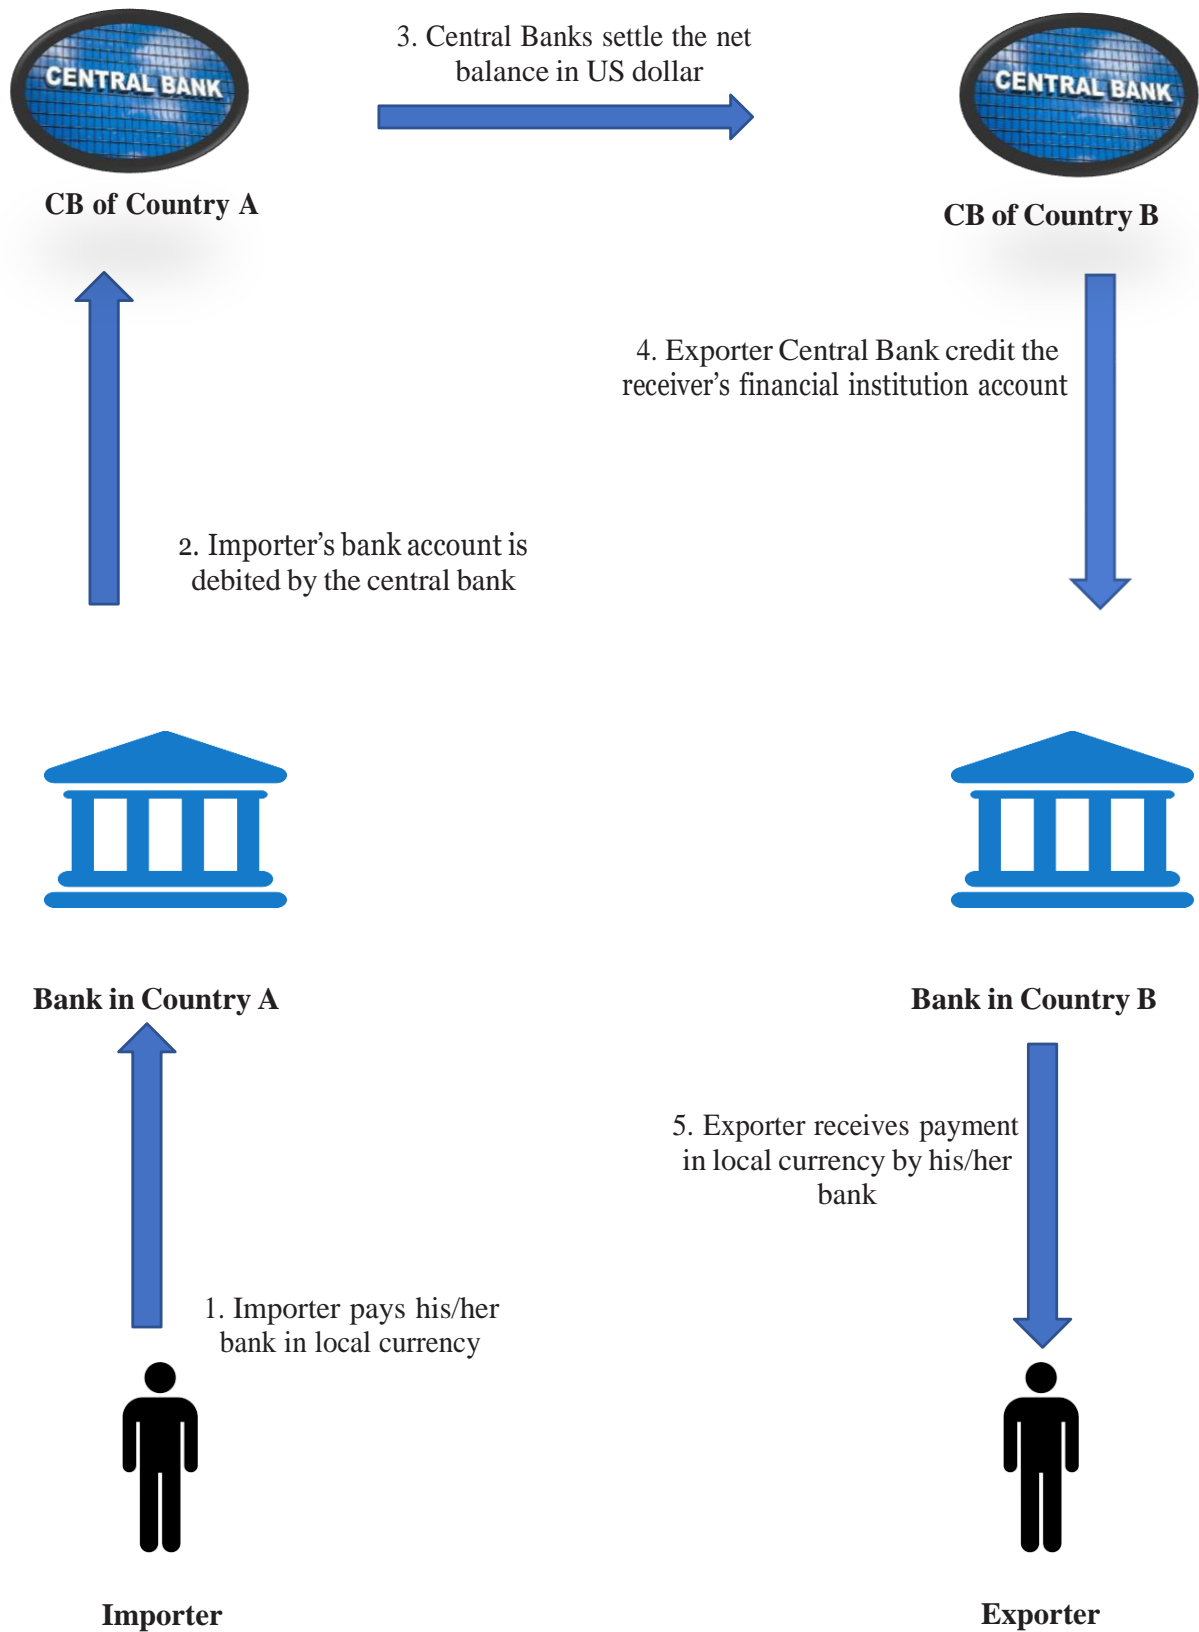 CENTRAL BANK
CENTRAL BANK
3. Central Banks settle the net
balance in US dollar
CB of Country A
CB of Country B
4. Exporter Central Bank credit the
receiver’s financial institution account
2. Importer’s bank account is
debited by the central bank
Bank in Country A
Bank in Country B
5. Exporter receives payment
in local currency by his/her
bank
1. Importer pays his/her
bank in local currency
Importer
Exporter